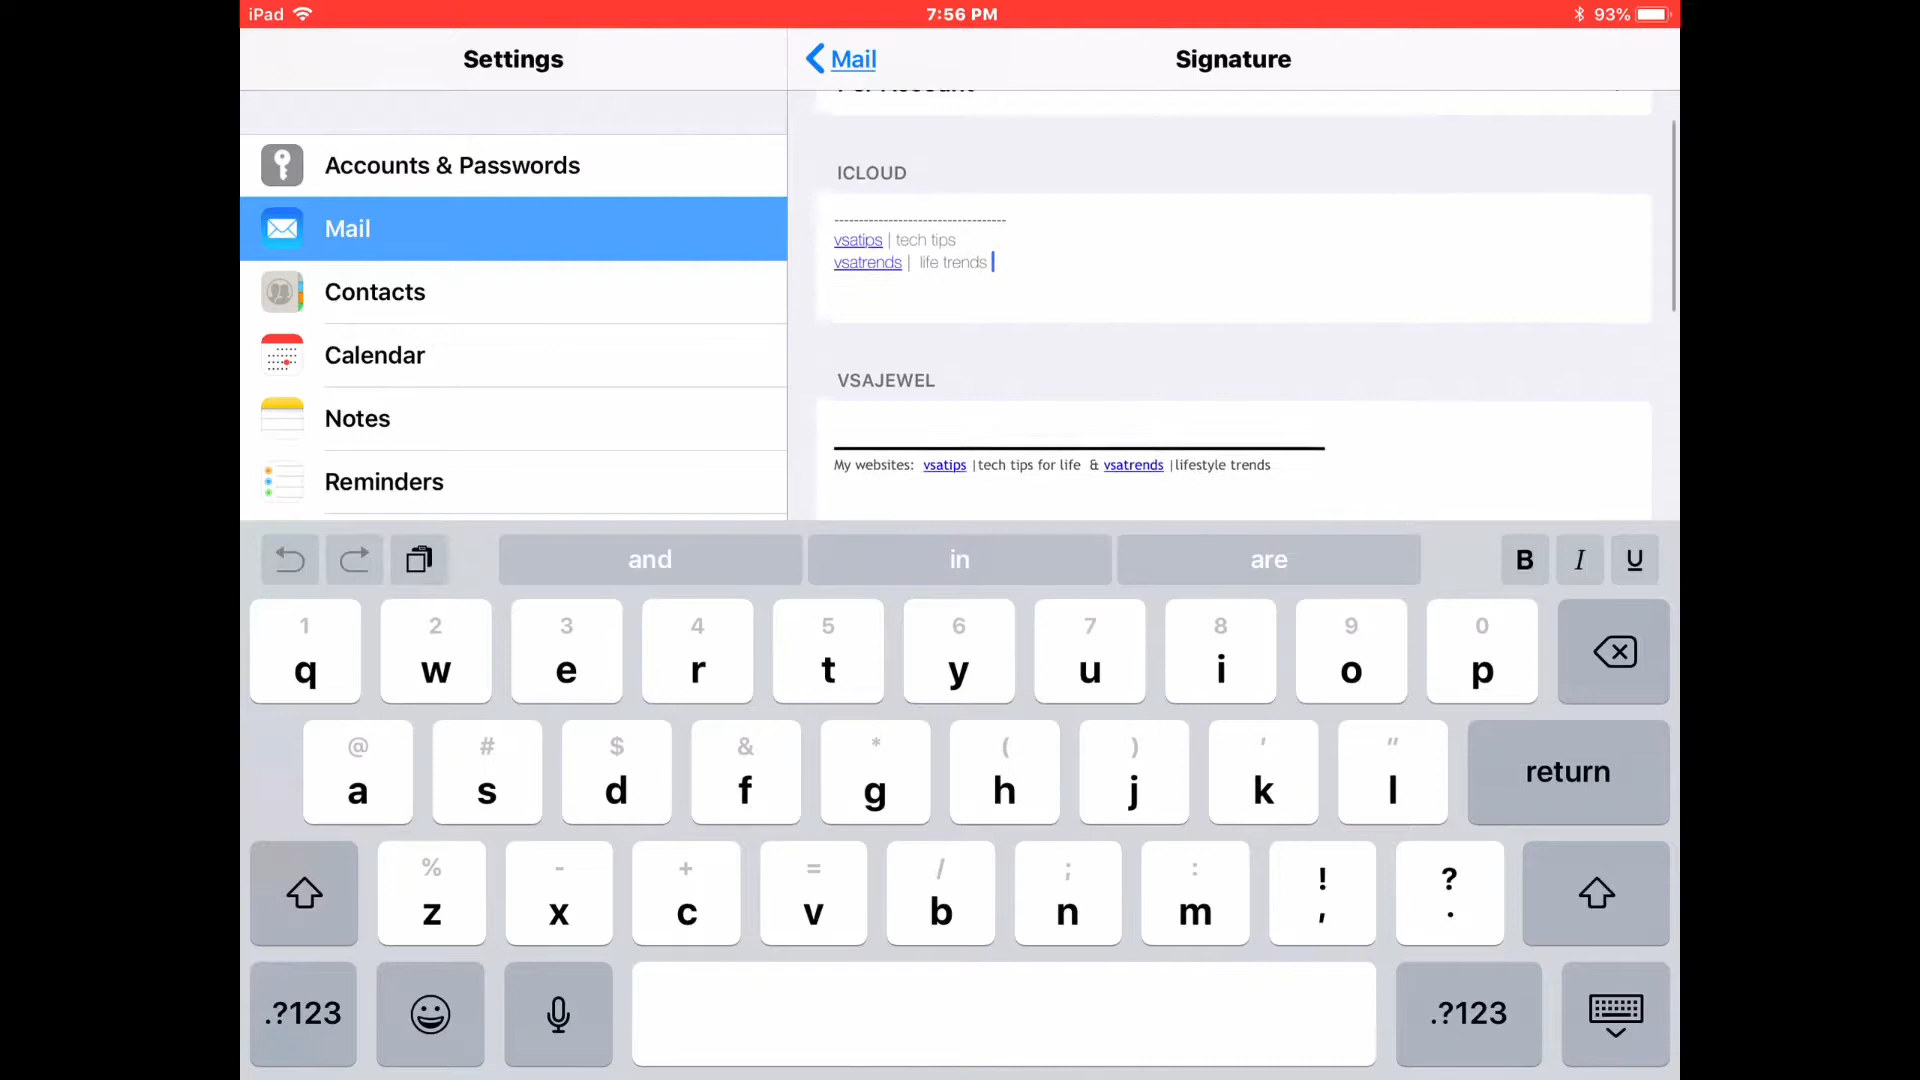 iPad 7:56 PM 93%
Settings
Mail
Signature
Per Account
Accounts & Passwords
Mail
Contacts
Calendar
Notes
Reminders
ICLOUD
-----------------------------------
vsatips | tech tips
vsatrends | life trends
VSAJEWEL
My websites: vsatips |tech tips for life & vsatrends |lifestyle trends
and in are B I U
1 2 3 4 5 6 7 8 9 0
q w e r t y u i o p
@ # $ & * ( ) ' "
a s d f g h j k l return
% - + = / ; : ! ?
z x c v b n m , .
.?123 .?123